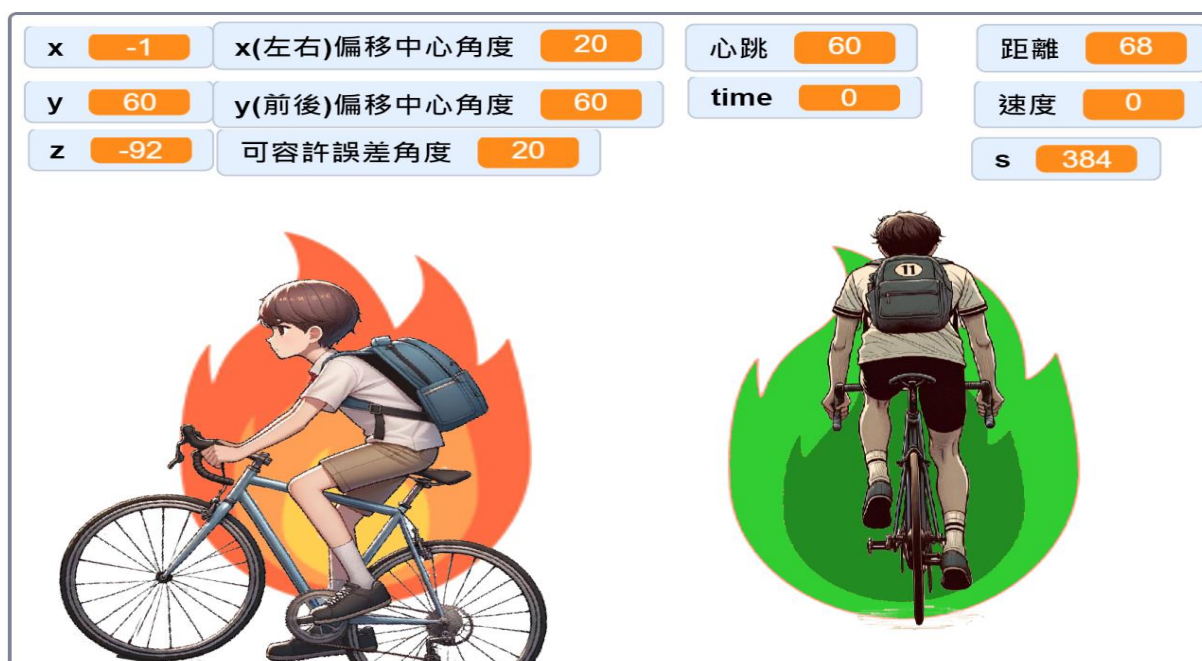 x -1 x(左右)偏移中心角度 20 心跳 60 距離 68
y 60 y(前後)偏移中心角度 60 time 0 速度 0
z -92 可容許誤差角度 20 s 384
11